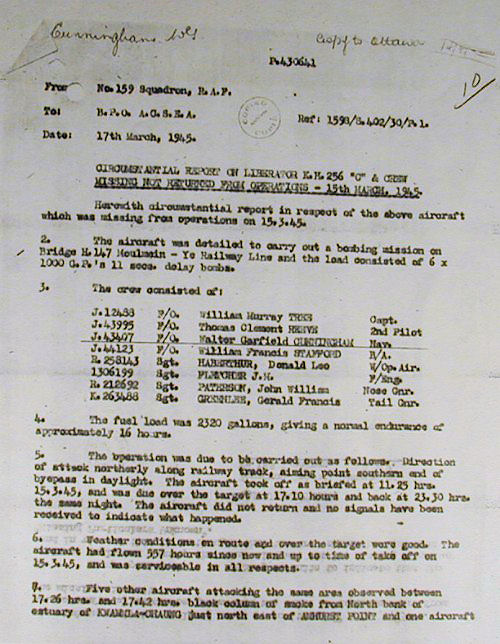 Cunningham W.G.
Copy to Ottawa
P.430641
10
From No.159 Squadron, R.A.F.
To: B.P.O. A.C.S.E.A.
Ref: 1598/S.402/30/P.1.
Date: 17th March, 1945.
CIRCUMSTANTIAL REPORT ON LIBERATOR K.H.256 "C" & CREW
MISSING NOT RETURNED FROM OPERATIONS - 15th MARCH, 1945.
Herewith circumstantial report in respect of the above aircraft
which was missing from operations on 15.3.45.
2. The aircraft was detailed to carry out a bombing mission on
Bridge H.147 Moulmein - Ye Railway Line and the load consisted of 6 x
1000 G.P.'s 11 secs. delay bombs.
3. The crew consisted of:
J.12488 F/O. William Murray TREE Capt.
J.43995 F/O. Thomas Clement REEVE 2nd Pilot
J.43407 F/O. Walter Garfield CUNNINGHAM Nav.
J.44123 F/O. William Francis STAFFORD B/A.
R.258143 Sgt. HABERTHUR, Donald Leo W/Op.Air.
1306199 Sgt. FLETCHER J.H. F/Eng.
R.212692 Sgt. PATERSON, John William Nose Gnr.
K.263488 Sgt. GREENLEE, Gerald Francis Tail Gnr.
4. The fuel load was 2320 gallons, giving a normal endurance of
approximately 16 hours.
5. The operation was due to be carried out as follows. Direction
of attack northerly along railway track, aiming point southern end of
byepass in daylight. The aircraft took off as briefed at 11.25 hrs.
15.3.45, and was due over the target at 17.10 hours and back at 23.30 hrs.
the same night. The aircraft did not return and no signals have been
received to indicate what happened.
6. Weather conditions en route and over the target were good. The
aircraft had flown 557 hours since new and up to time of take off on
15.3.45, and was serviceable in all respects.
7. Five other aircraft attacking the same area observed between
17.26 hrs. and 17.42 hrs. black column of smoke from North bank of
estuary of KWAMGLA-CHAUNG just north east of AMHURST POINT and one aircraft